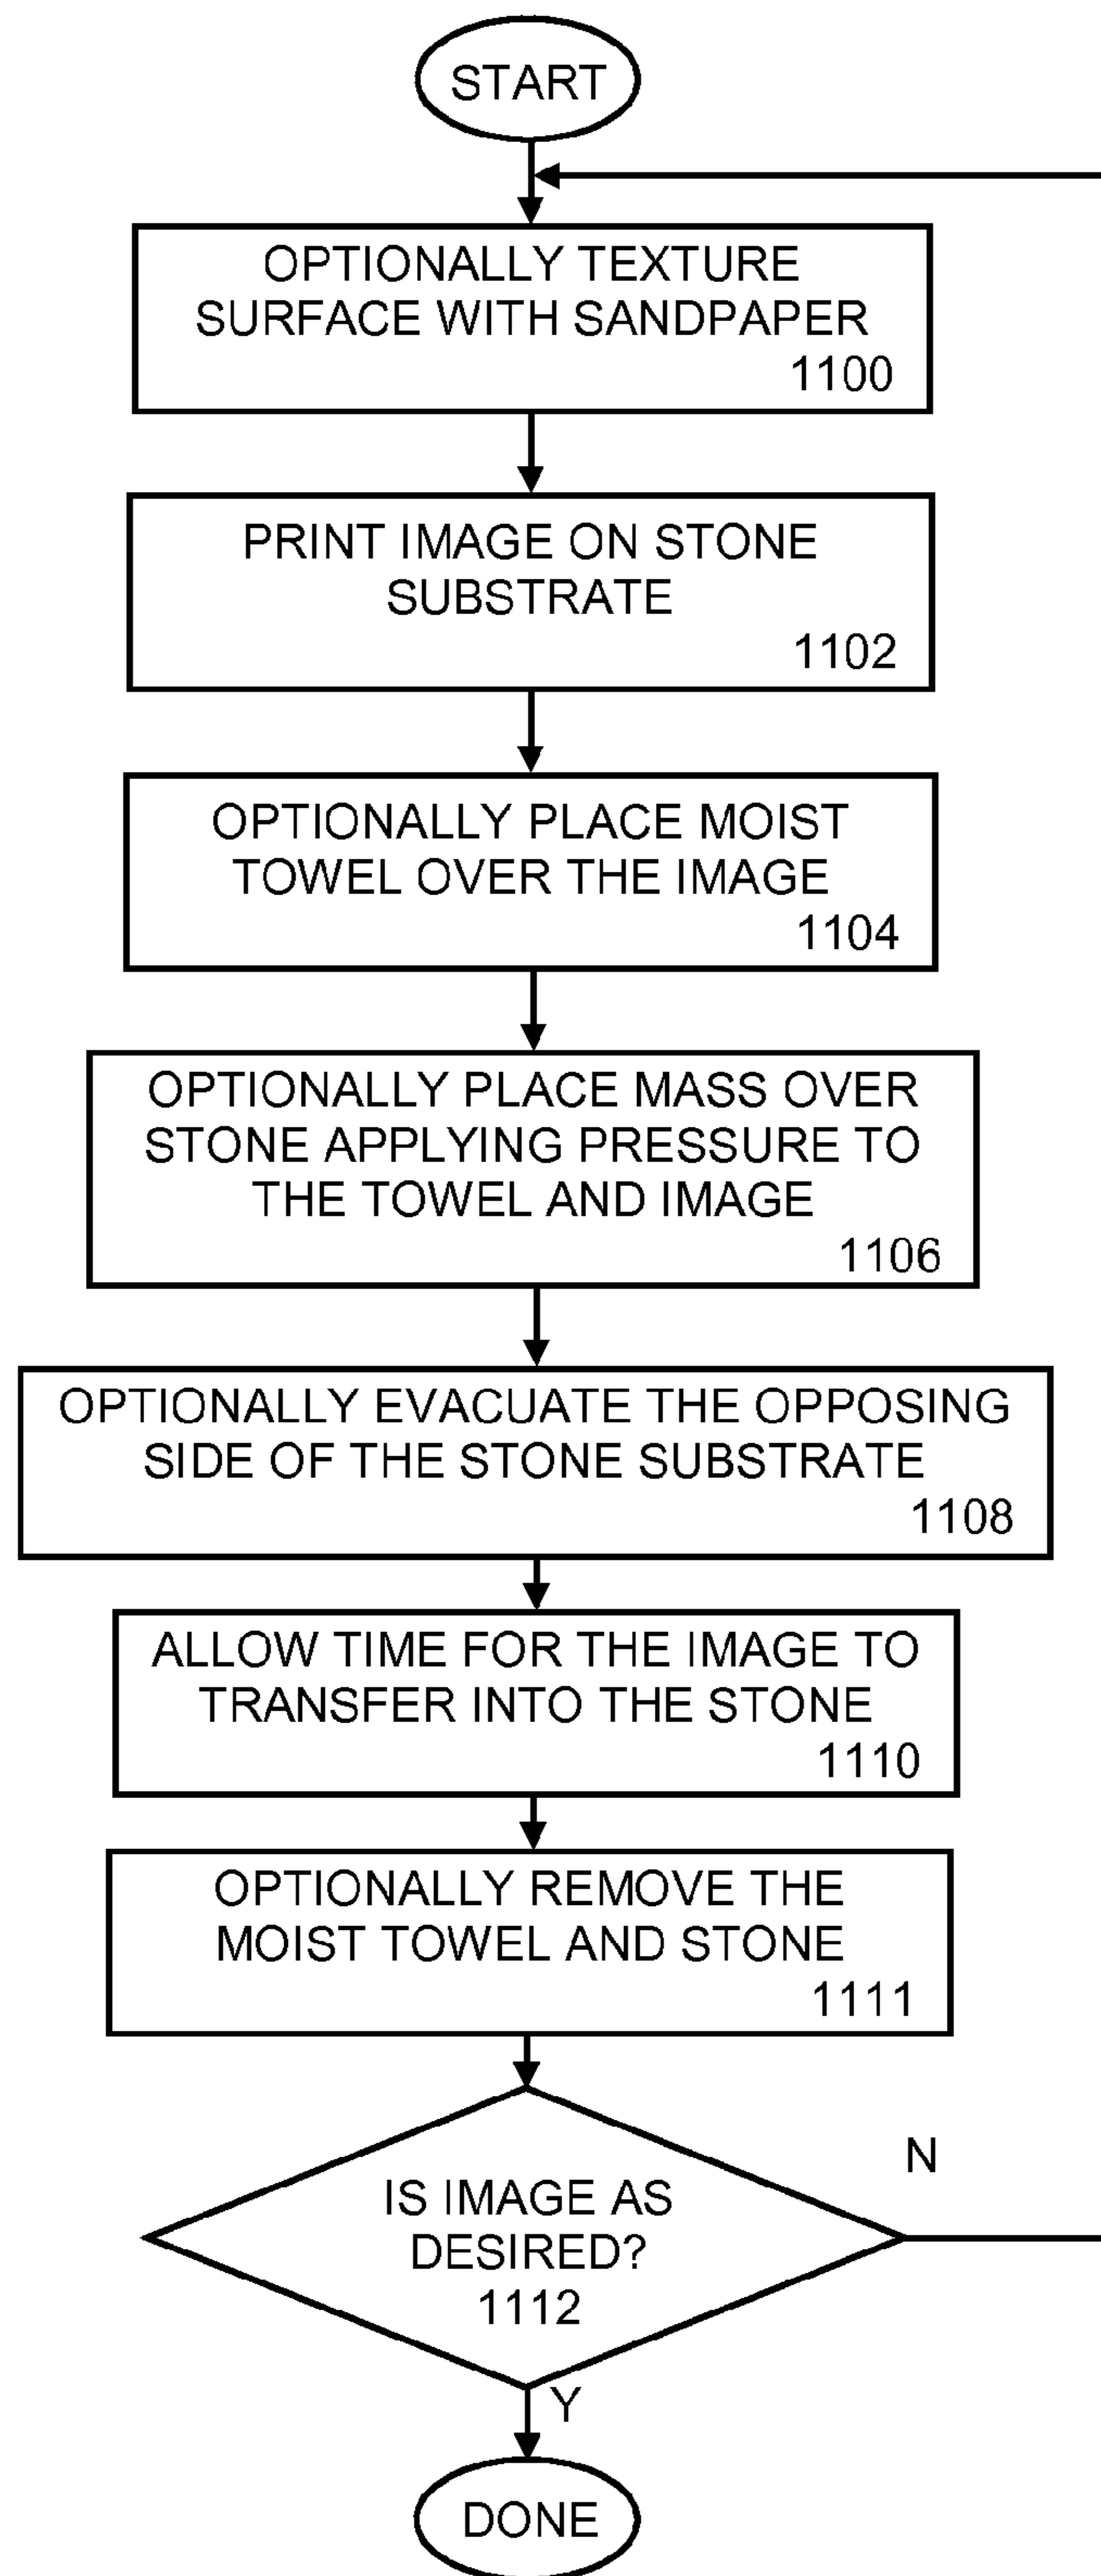 START
OPTIONALLY TEXTURE
SURFACE WITH SANDPAPER
1100
PRINT IMAGE ON STONE
SUBSTRATE
1102
OPTIONALLY PLACE MOIST
TOWEL OVER THE IMAGE
1104
OPTIONALLY PLACE MASS OVER
STONE APPLYING PRESSURE TO
THE TOWEL AND IMAGE
1106
OPTIONALLY EVACUATE THE OPPOSING
SIDE OF THE STONE SUBSTRATE
1108
ALLOW TIME FOR THE IMAGE TO
TRANSFER INTO THE STONE
1110
OPTIONALLY REMOVE THE
MOIST TOWEL AND STONE
1111
N
IS IMAGE AS
DESIRED?
1112
Y
DONE